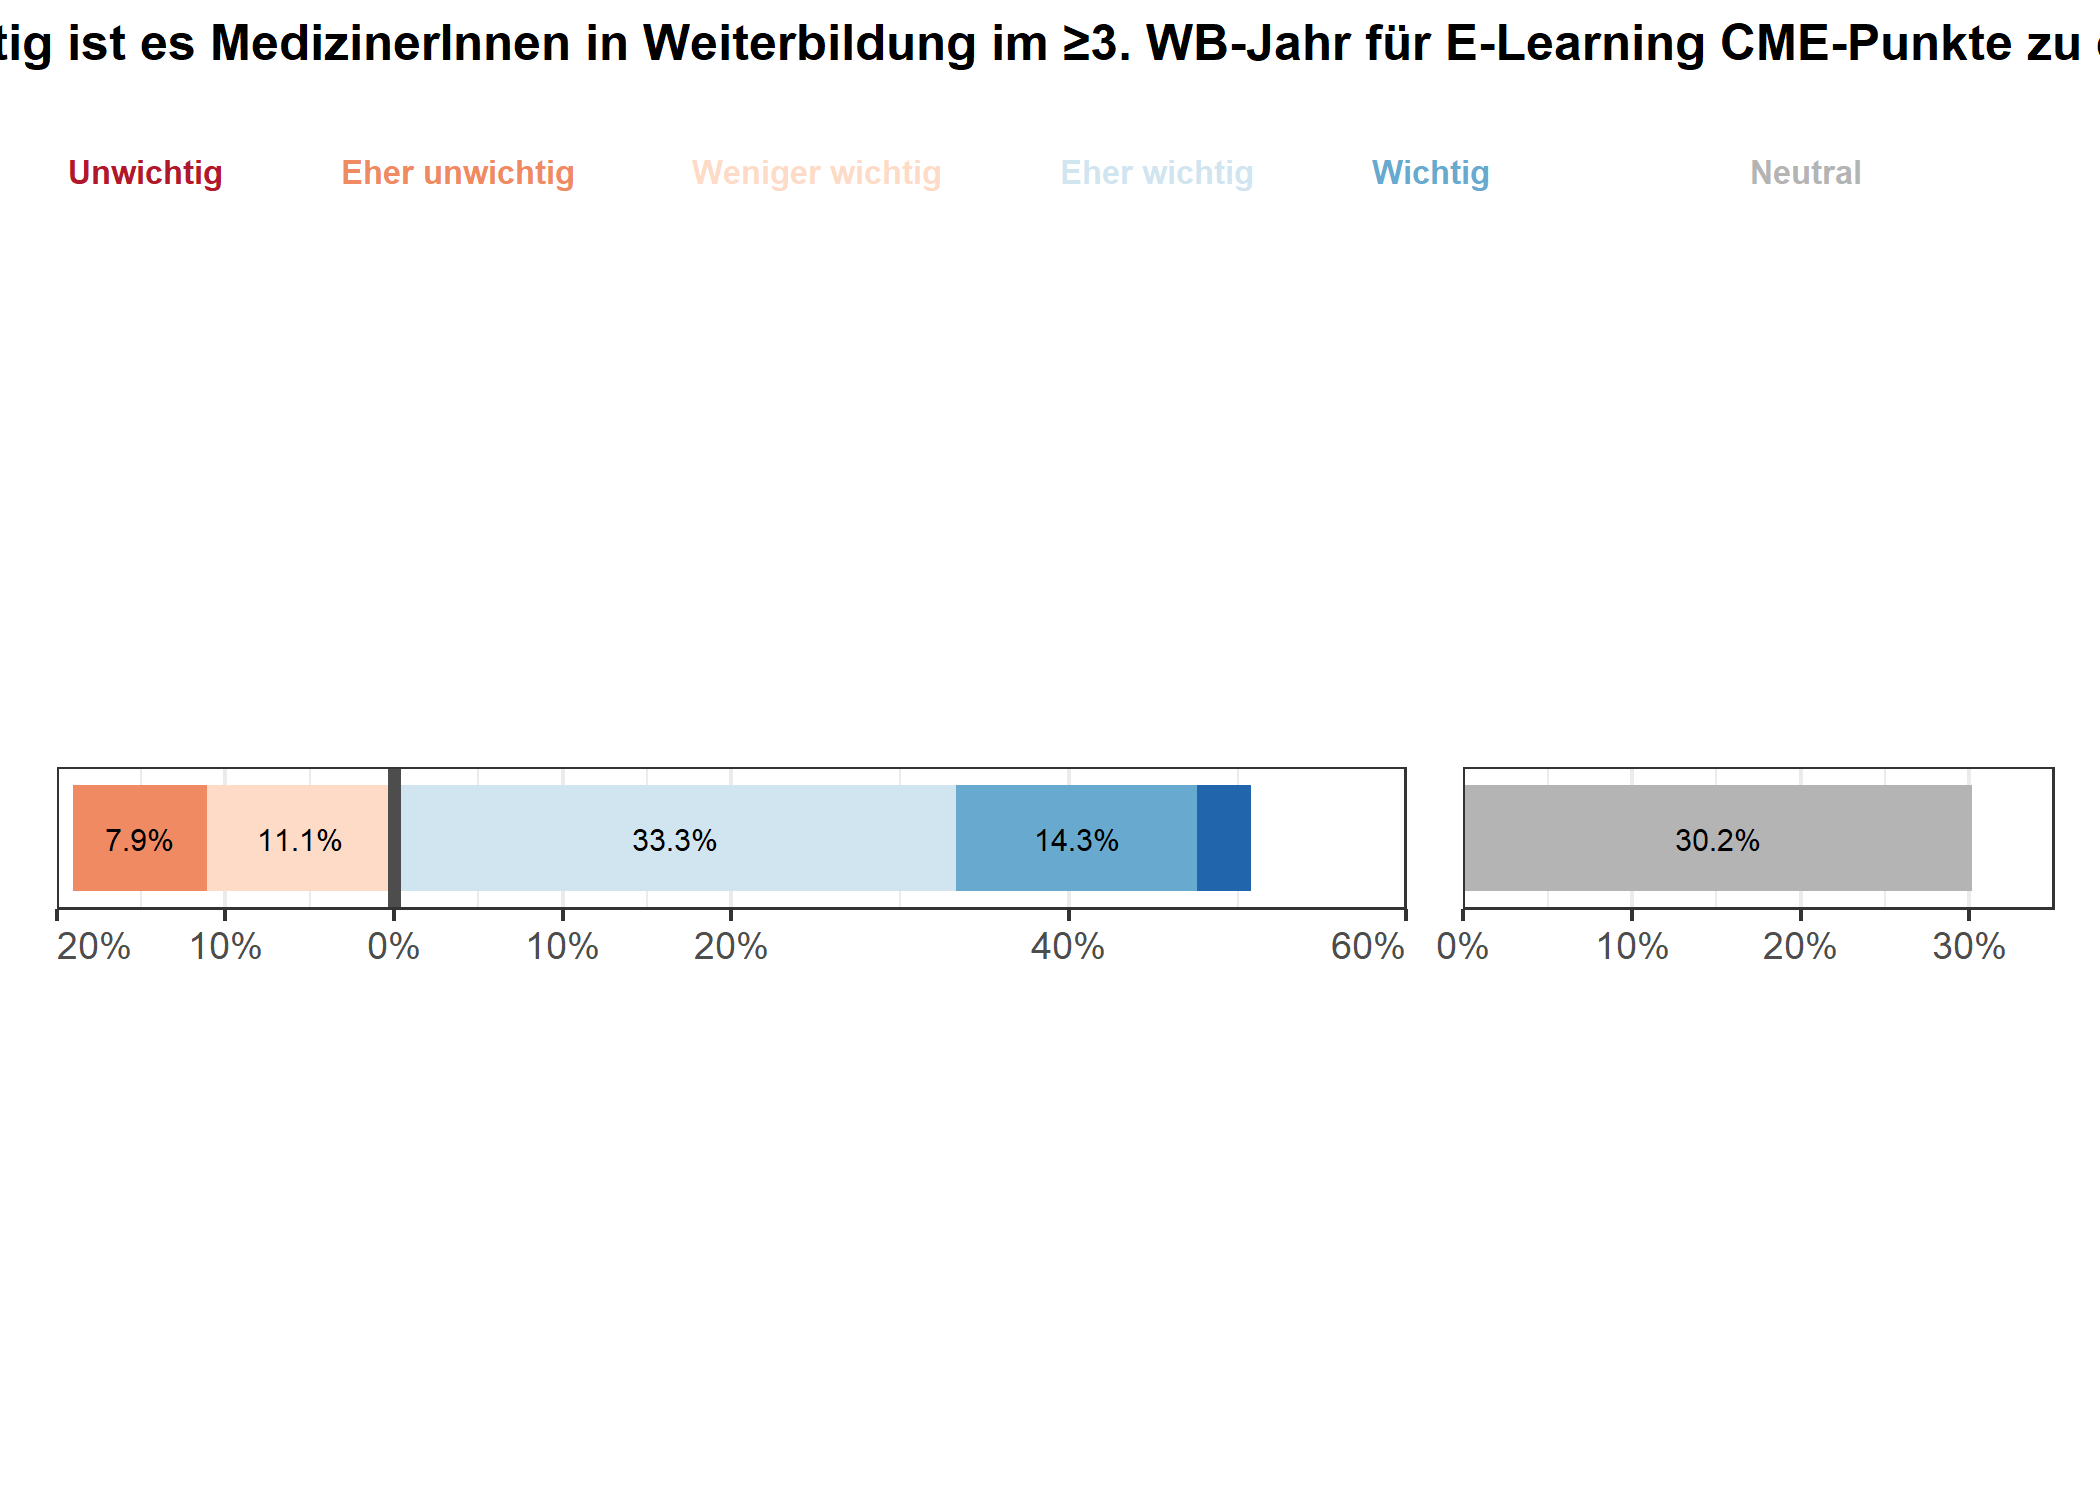 ist es MedizinerInnen in Weiterbildung im ≥3. WB-Jahr für E-Learning CME-Punkte zu
Unwichtig Eher unwichtig Weniger wichtig Eher wichtig Wichtig Neutral
7.9% 11.1% 33.3% 14.3% 30.2%
20% 10% 0% 10% 20% 40% 60% 0% 10% 20% 30%